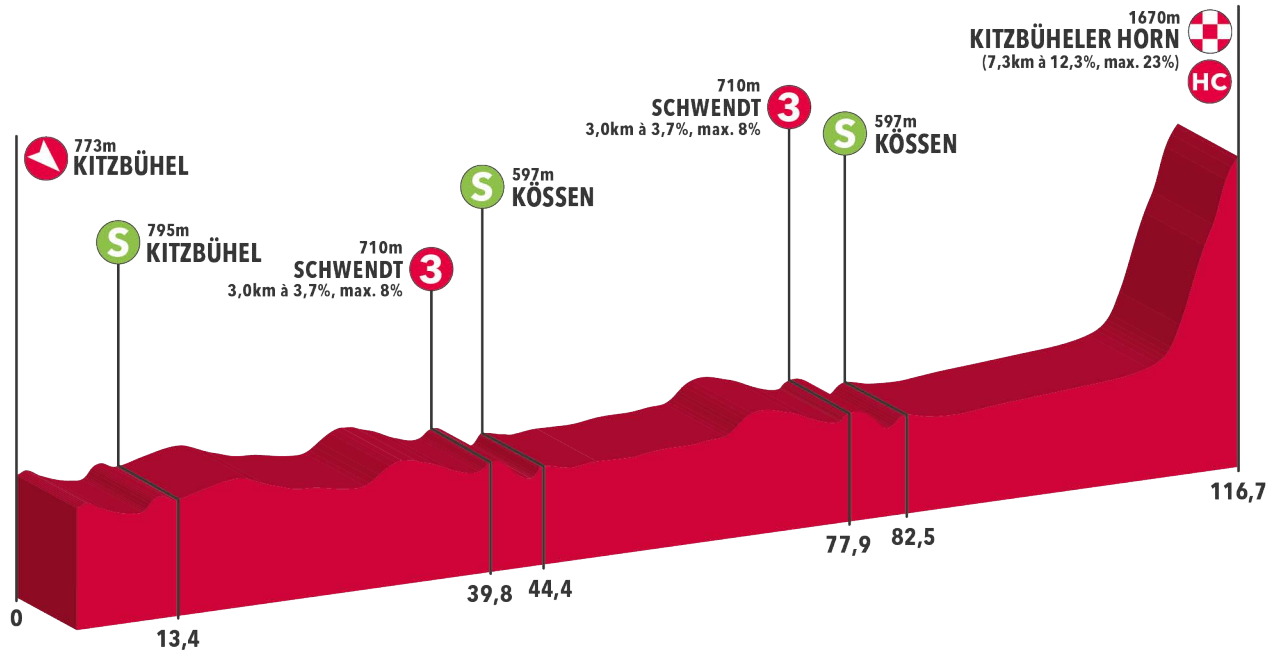 773m
KITZBÜHEL
S
795m
KITZBÜHEL
710m
SCHWENDT
3,0km à 3,7%, max. 8%
3
S
597m
KÖSSEN
710m
SCHWENDT
3,0km à 3,7%, max. 8%
3
S
597m
KÖSSEN
1670m
KITZBÜHELER HORN
(7,3km à 12,3%, max. 23%)
HC
0
13,4
39,8
44,4
77,9
82,5
116,7